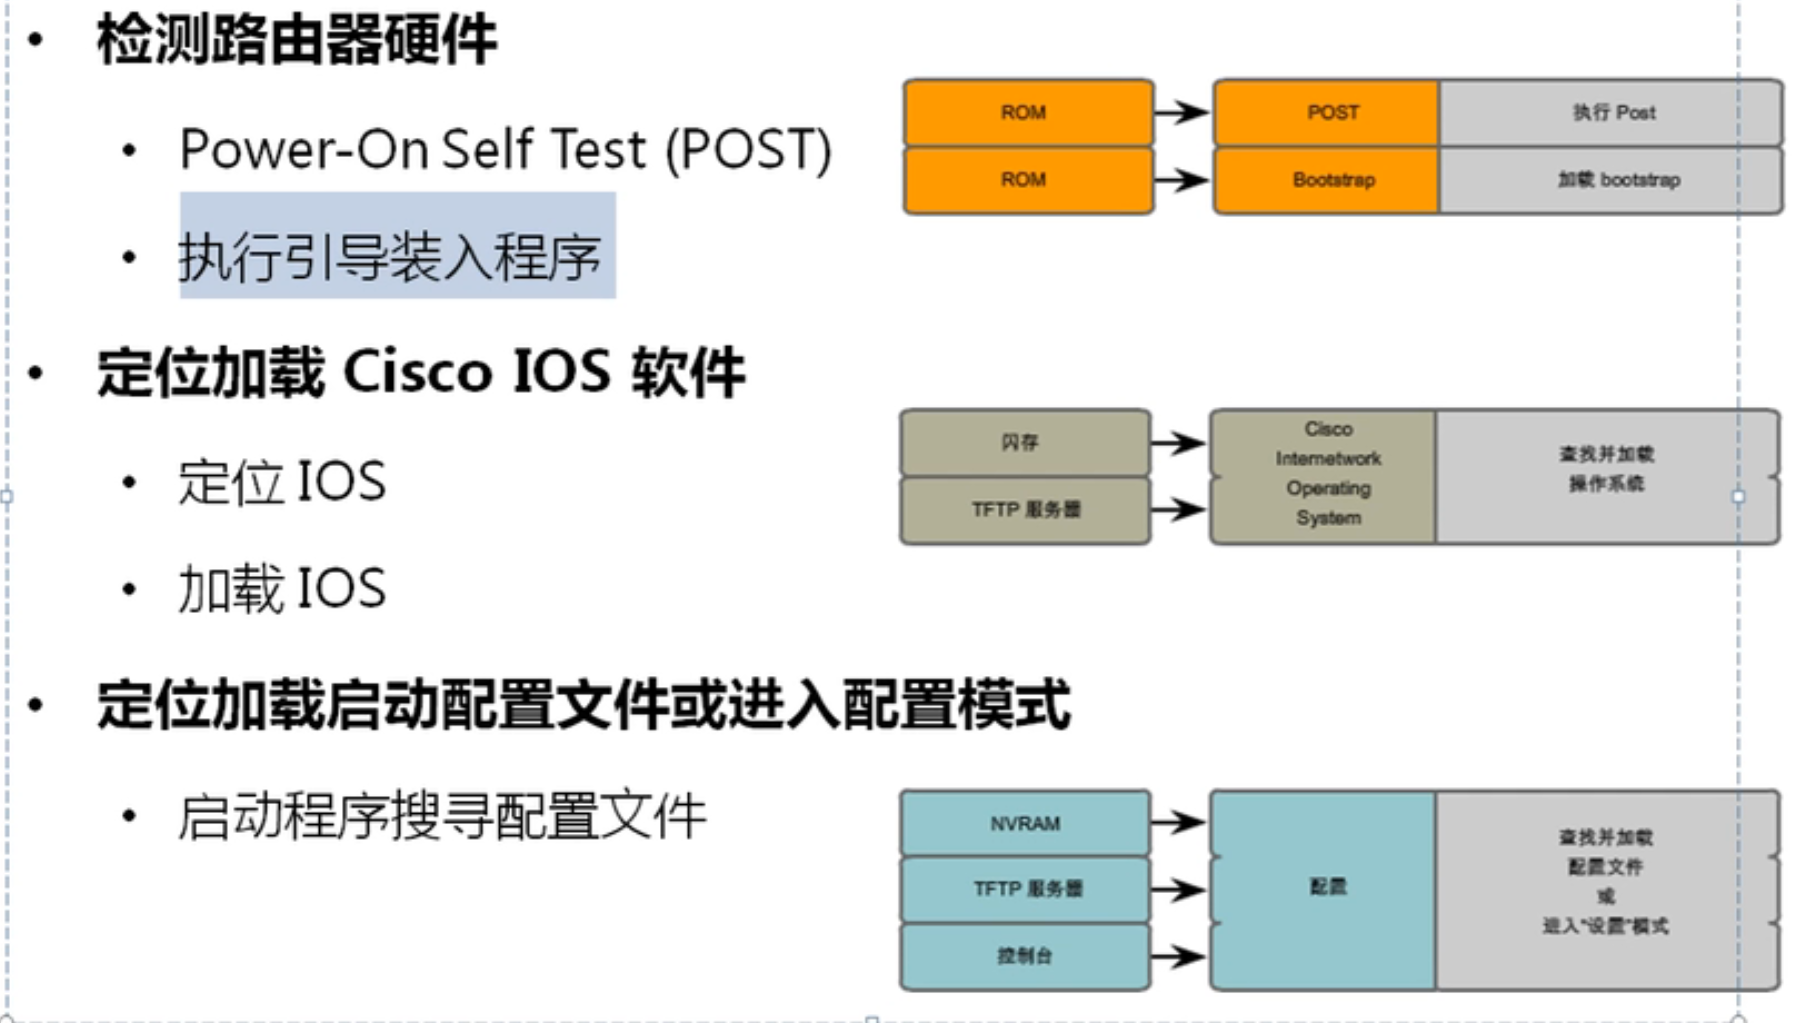 检测路由器硬件
Power-On Self Test (POST)
执行引导装入程序
定位加载 Cisco IOS 软件
定位 IOS
加载 IOS
定位加载启动配置文件或进入配置模式
启动程序搜寻配置文件
ROM
POST
执行 Post
ROM
Bootstrap
加载 bootstrap
闪存
TFTP 服务器
Cisco
Internetwork
Operating
System
查找并加载
操作系统
NVRAM
TFTP 服务器
控制台
配置
查找并加载
配置文件
或
进入“设置”模式